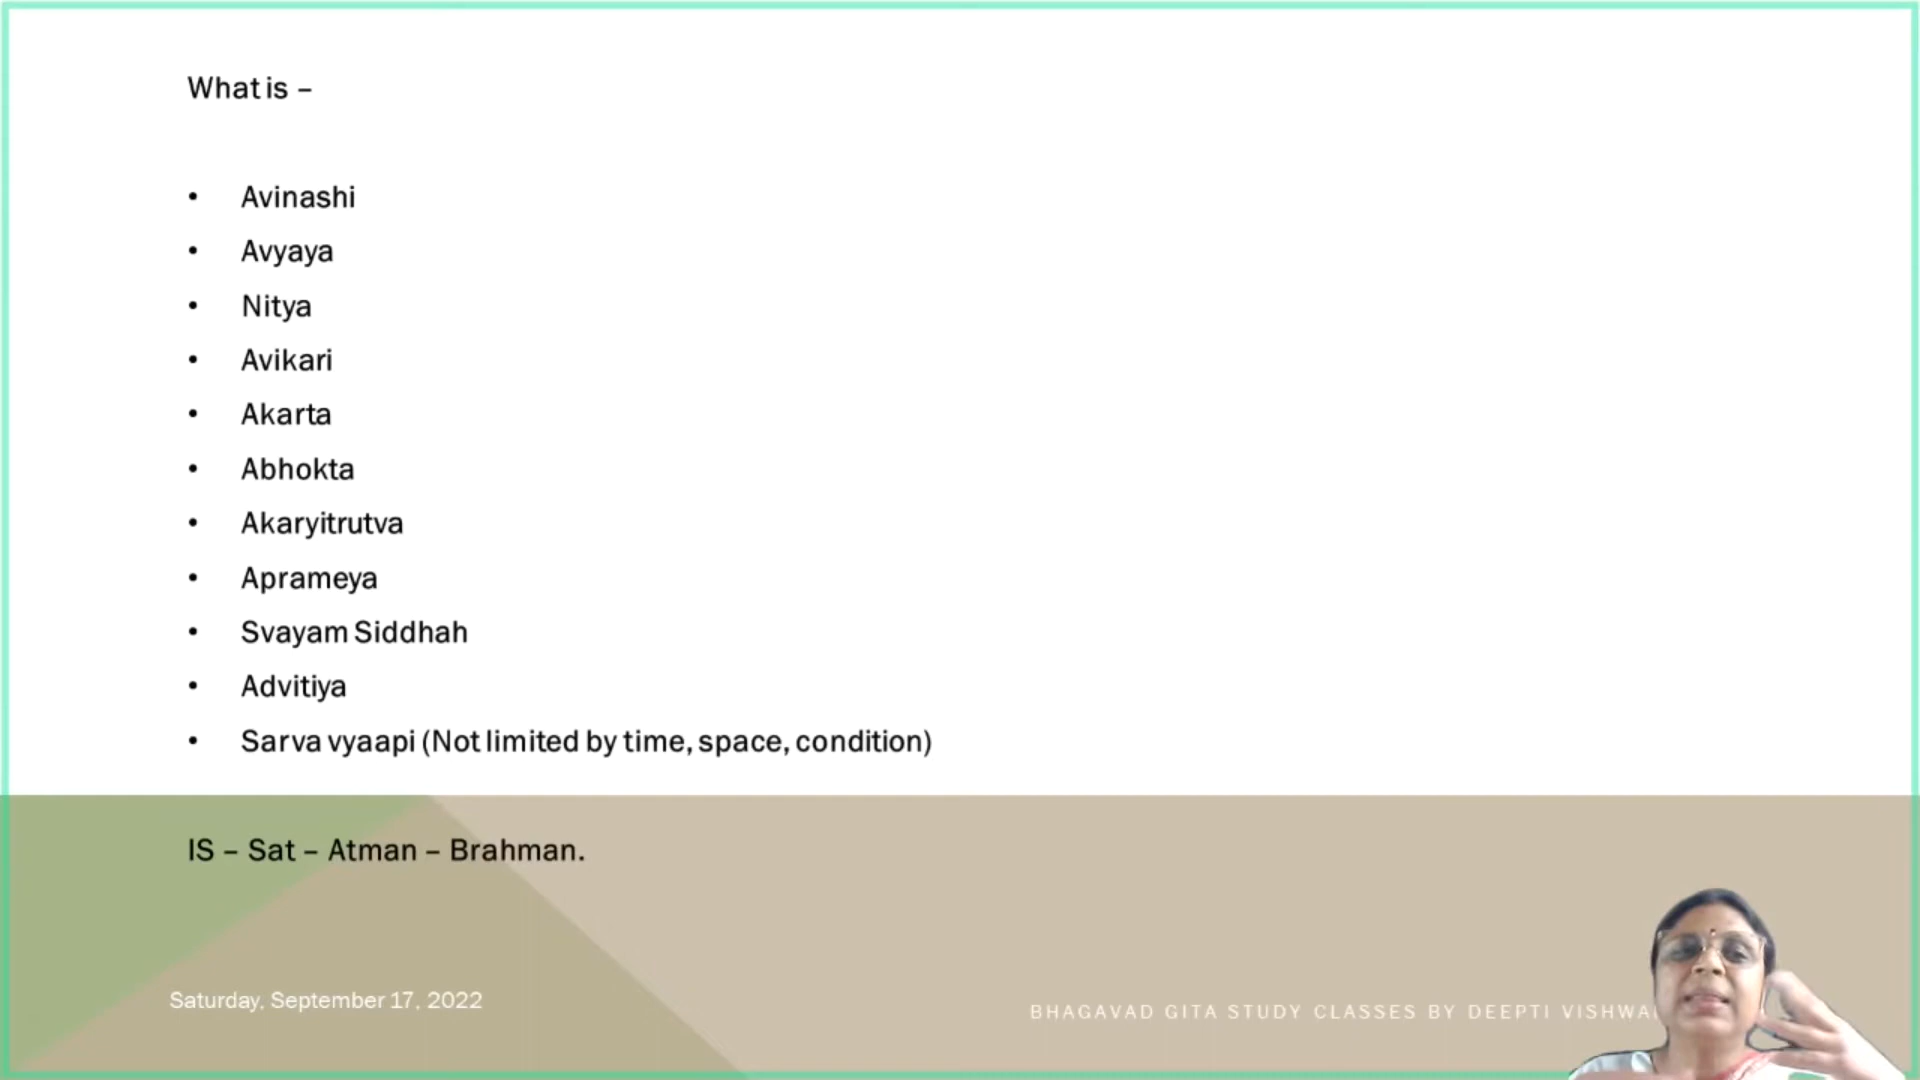 What is –
• Avinashi
• Avyaya
• Nitya
• Avikari
• Akarta
• Abhokta
• Akaryitrutva
• Aprameya
• Svayam Siddhah
• Advitiya
• Sarva vyaapi (Not limited by time, space, condition)
IS – Sat – Atman – Brahman.
Saturday, September 17, 2022
BHAGAVAD GITA STUDY CLASSES BY DEEPTI